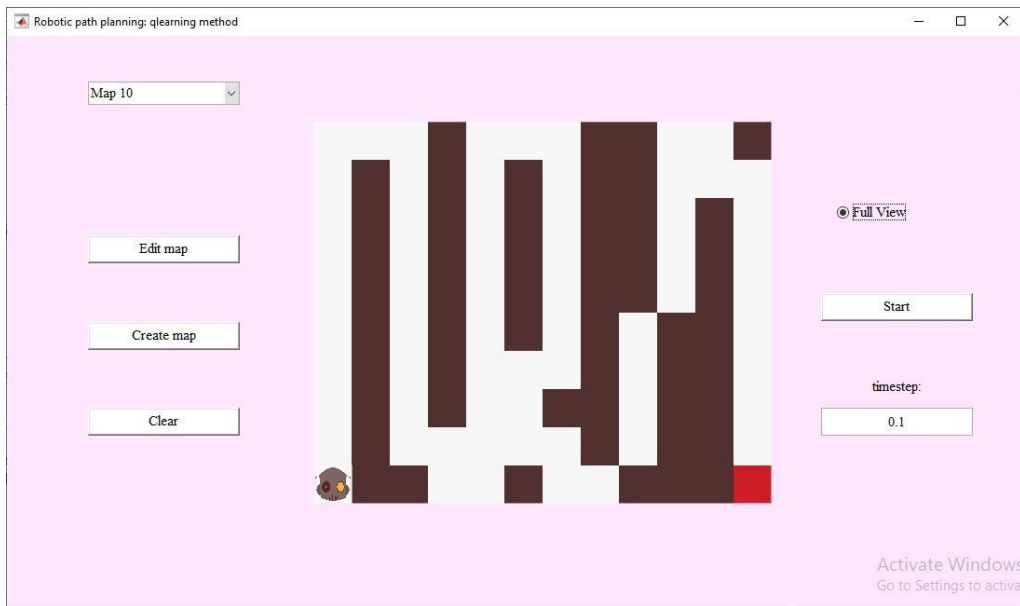 Robotic path planning: qlearning method
Map 10
Full View
Edit map
Start
Create map
timestep:
Clear
0.1
Activate Windows
Go to Settings to activa